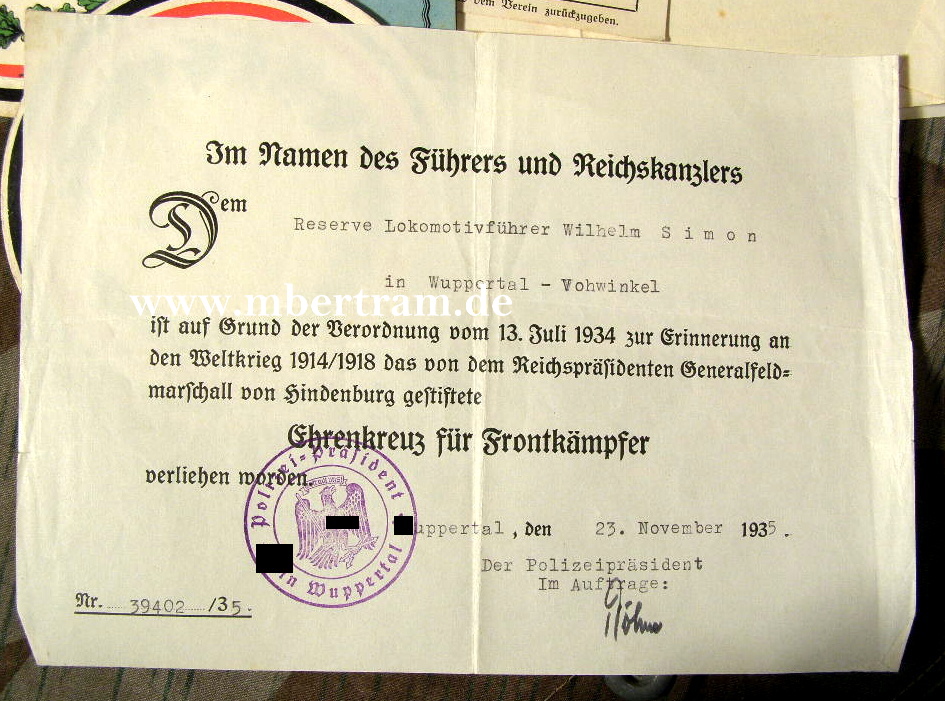 dem Verein zurückzugeben.
Im Namen des Führers und Reichskanzlers
Dem
Reserve Lokomotivführer Wilhelm S i m o n
in Wuppertal - Vohwinkel
www.mbertram.de
ist auf Grund der Verordnung vom 13. Juli 1934 zur Erinnerung an
den Weltkrieg 1914/1918 das von dem Reichspräsidenten Generalfeld=
marschall von Hindenburg gestiftete
Ehrenkreuz für Frontkämpfer
verliehen worden.
Polizei=Präsident
in Wuppertal
uppertal, den 23. November 1935.
Der Polizeipräsident
Im Auftrage:
Nr. 39402 /35.